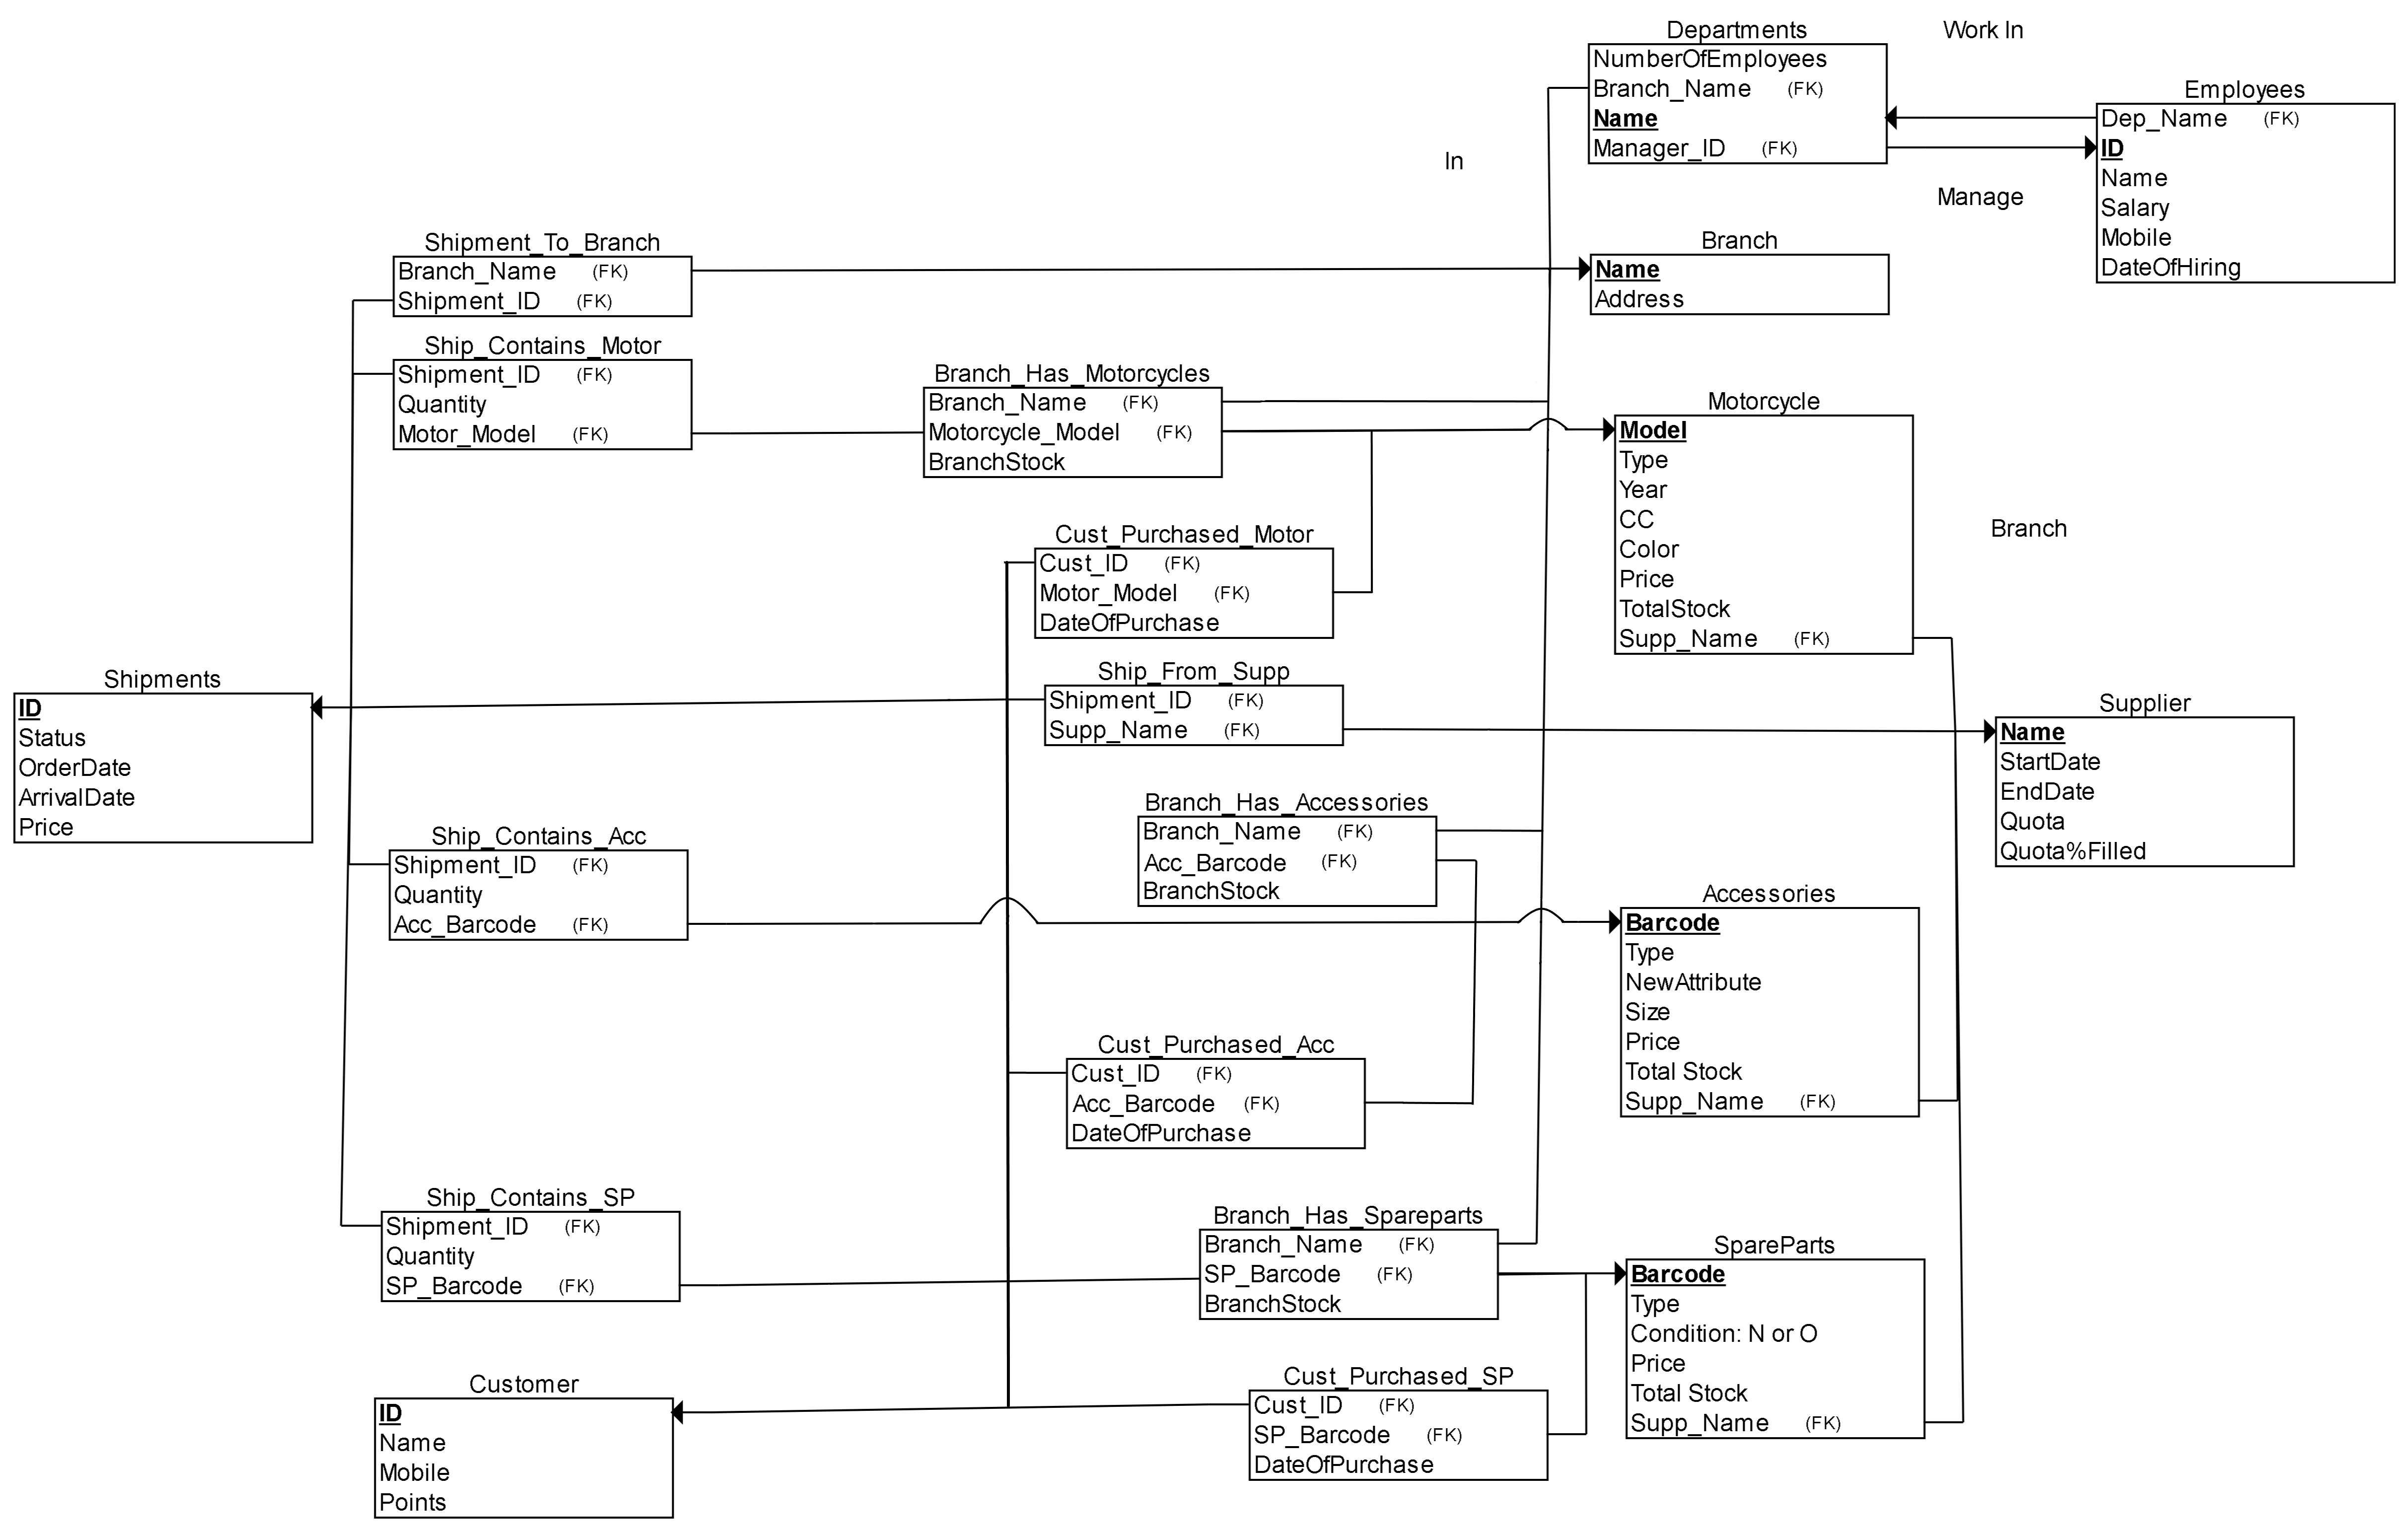 Departments
NumberOfEmployees
Branch_Name (FK)
Name
Manager_ID (FK)
Work In
Employees
Dep_Name (FK)
ID
Name
Salary
Mobile
DateOfHiring
In
Manage
Shipment_To_Branch
Branch_Name (FK)
Shipment_ID (FK)
Branch
Name
Address
Ship_Contains_Motor
Shipment_ID (FK)
Quantity
Motor_Model (FK)
Branch_Has_Motorcycles
Branch_Name (FK)
Motorcycle_Model (FK)
BranchStock
Motorcycle
Model
Type
Year
CC
Color
Price
TotalStock
Supp_Name (FK)
Branch
Cust_Purchased_Motor
Cust_ID (FK)
Motor_Model (FK)
DateOfPurchase
Shipments
ID
Status
OrderDate
ArrivalDate
Price
Ship_From_Supp
Shipment_ID (FK)
Supp_Name (FK)
Supplier
Name
StartDate
EndDate
Quota
Quota%Filled
Branch_Has_Accessories
Branch_Name (FK)
Acc_Barcode (FK)
BranchStock
Ship_Contains_Acc
Shipment_ID (FK)
Quantity
Acc_Barcode (FK)
Accessories
Barcode
Type
NewAttribute
Size
Price
Total Stock
Supp_Name (FK)
Cust_Purchased_Acc
Cust_ID (FK)
Acc_Barcode (FK)
DateOfPurchase
Ship_Contains_SP
Shipment_ID (FK)
Quantity
SP_Barcode (FK)
Branch_Has_Spareparts
Branch_Name (FK)
SP_Barcode (FK)
BranchStock
SpareParts
Barcode
Type
Condition: N or O
Price
Total Stock
Supp_Name (FK)
Customer
ID
Name
Mobile
Points
Cust_Purchased_SP
Cust_ID (FK)
SP_Barcode (FK)
DateOfPurchase